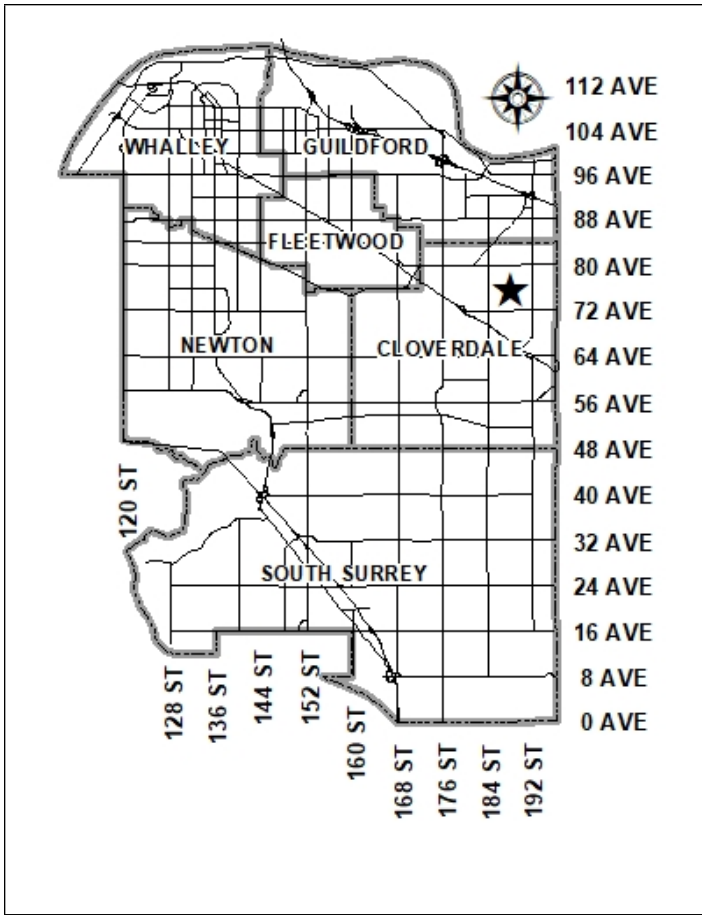 112 AVE
104 AVE
WHALLEY
GUILDFORD
96 AVE
88 AVE
FLEETWOOD
80 AVE
72 AVE
NEWTON
CLOVERDALE
64 AVE
56 AVE
48 AVE
120 ST
40 AVE
32 AVE
SOUTH SURREY
24 AVE
16 AVE
8 AVE
0 AVE
128 ST
136 ST
144 ST
152 ST
160 ST
168 ST
176 ST
184 ST
192 ST